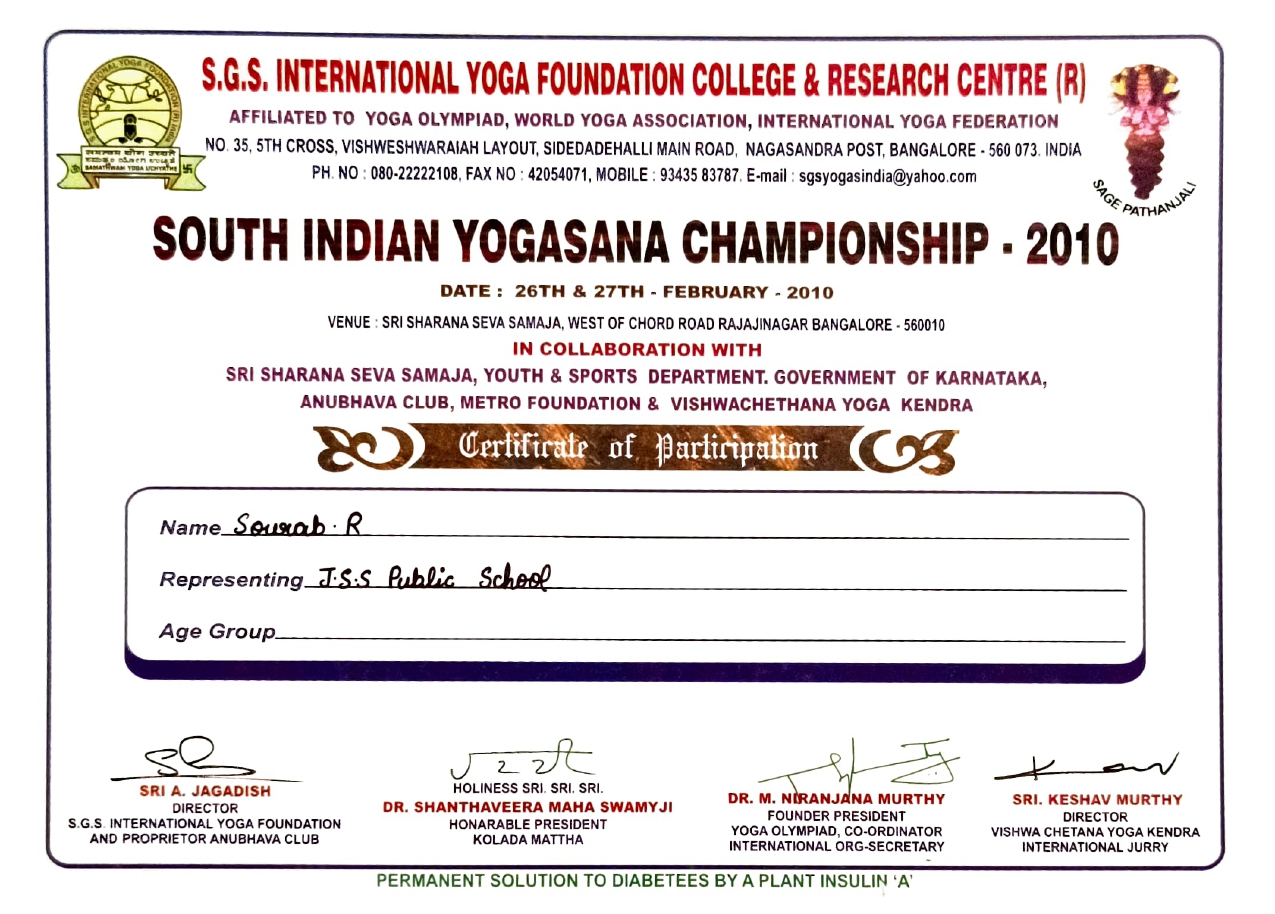 S.G.S. INTERNATIONAL YOGA FOUNDATION COLLEGE & RESEARCH CENTRE (R)
AFFILIATED TO YOGA OLYMPIAD, WORLD YOGA ASSOCIATION, INTERNATIONAL YOGA FEDERATION
NO. 35, 5TH CROSS, VISHWESHWARAIAH LAYOUT, SIDEDADEHALLI MAIN ROAD, NAGASANDRA POST, BANGALORE - 560 073. INDIA
PH. NO : 080-22222108, FAX NO : 42054071, MOBILE : 93435 83787. E-mail : sgsyogasindia@yahoo.com
SAMATHVAM YOGA UCHYATHE
SAGE PATHANJALI
SOUTH INDIAN YOGASANA CHAMPIONSHIP - 2010
DATE : 26TH & 27TH - FEBRUARY - 2010
VENUE : SRI SHARANA SEVA SAMAJA, WEST OF CHORD ROAD RAJAJINAGAR BANGALORE - 560010
IN COLLABORATION WITH
SRI SHARANA SEVA SAMAJA, YOUTH & SPORTS DEPARTMENT. GOVERNMENT OF KARNATAKA,
ANUBHAVA CLUB, METRO FOUNDATION & VISHWACHETHANA YOGA KENDRA
Certificate of Participation
Name Sourab. R
Representing J.S.S Public School
Age Group
SRI A. JAGADISH
DIRECTOR
S.G.S. INTERNATIONAL YOGA FOUNDATION
AND PROPRIETOR ANUBHAVA CLUB
HOLINESS SRI. SRI. SRI.
DR. SHANTHAVEERA MAHA SWAMYJI
HONARABLE PRESIDENT
KOLADA MATTHA
DR. M. NIRANJANA MURTHY
FOUNDER PRESIDENT
YOGA OLYMPIAD, CO-ORDINATOR
INTERNATIONAL ORG-SECRETARY
SRI. KESHAV MURTHY
DIRECTOR
VISHWA CHETANA YOGA KENDRA
INTERNATIONAL JURRY
PERMANENT SOLUTION TO DIABETEES BY A PLANT INSULIN 'A'